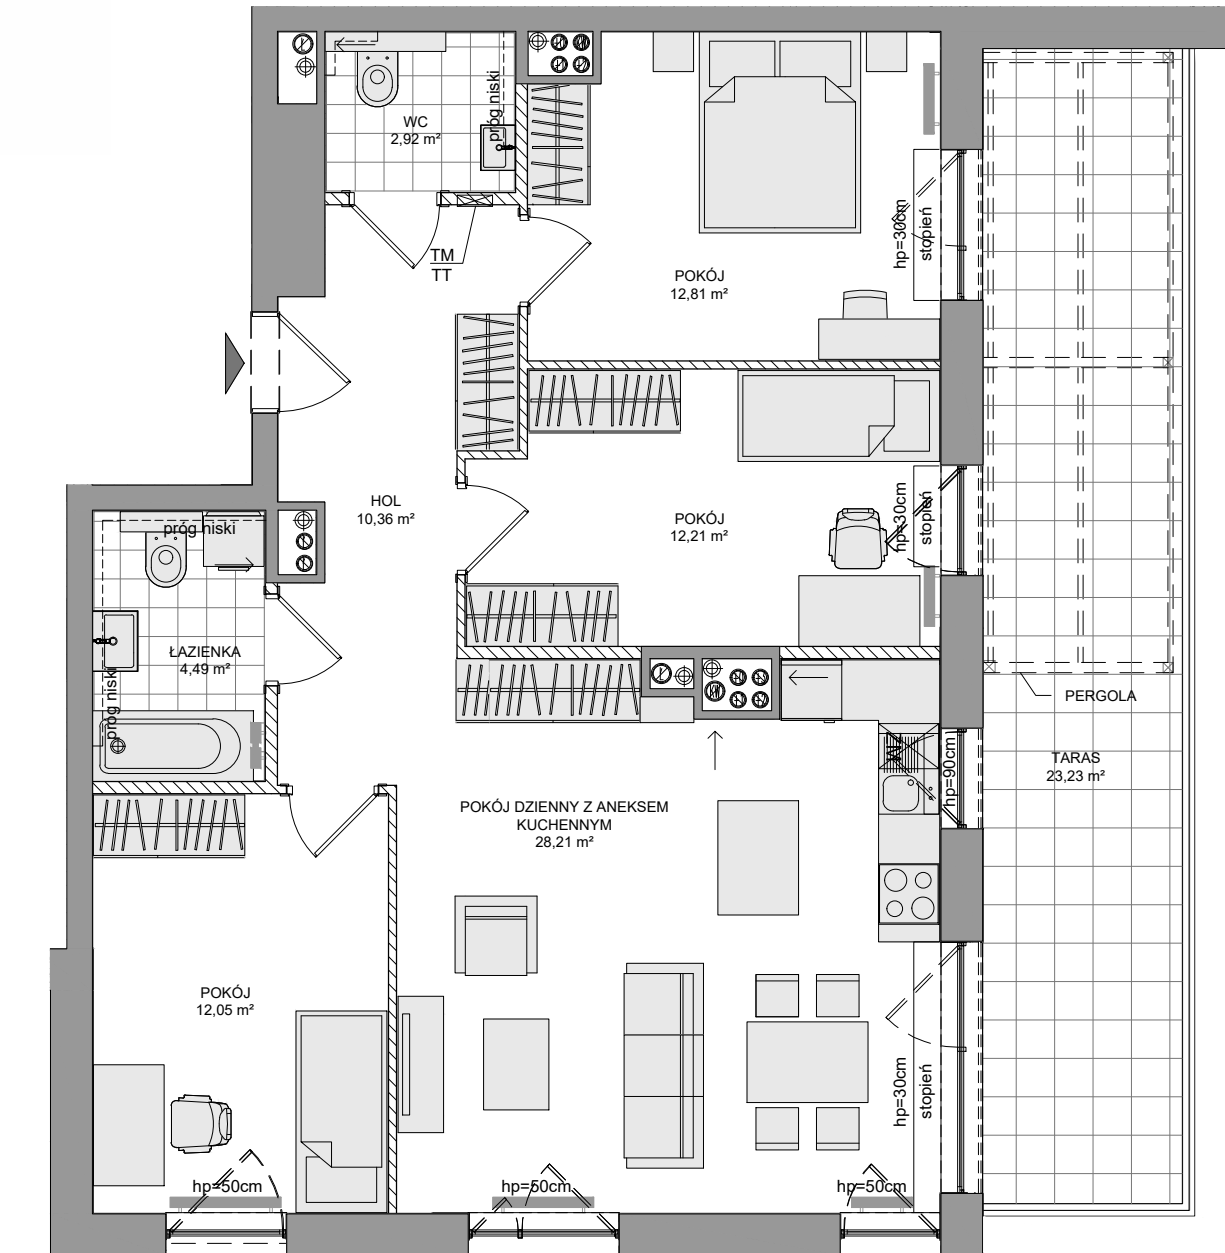 próg niski
WC
2,92 m²
TM
TT
POKÓJ
12,81 m²
hp=30cm
stopień
HOL
10,36 m²
POKÓJ
12,21 m²
hp=30cm
stopień
próg niski
ŁAZIENKA
4,49 m²
próg niski
PERGOLA
TARAS
23,23 m²
hp=90cm
POKÓJ DZIENNY Z ANEKSEM
KUCHENNYM
28,21 m²
POKÓJ
12,05 m²
hp=30cm
stopień
hp=50cm
hp=50cm
hp=50cm